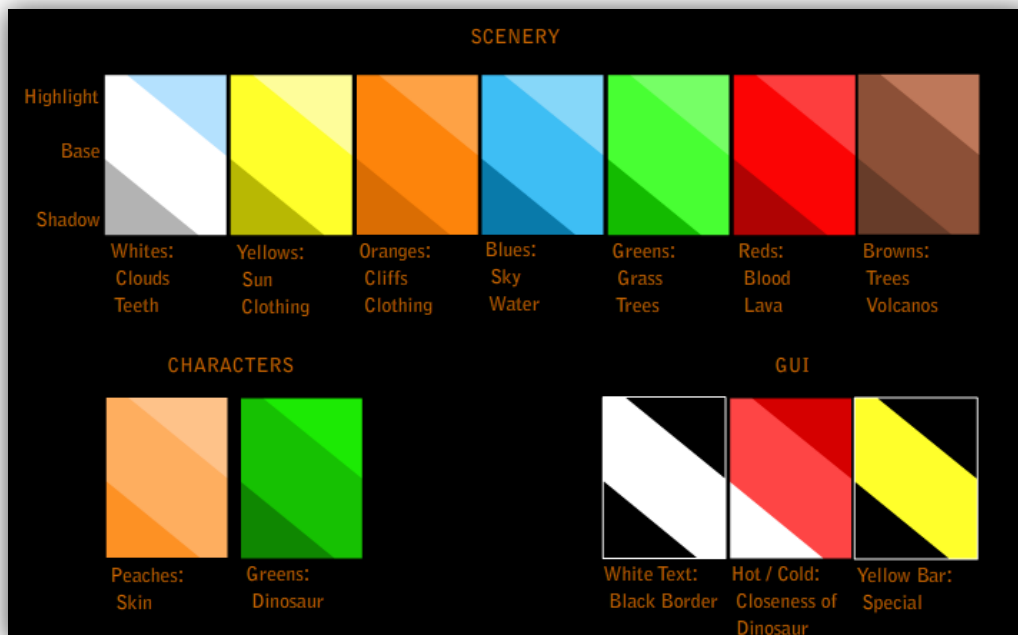 SCENERY
Highlight
Base
Shadow
Whites:
Clouds
Teeth
Yellows:
Sun
Clothing
Oranges:
Cliffs
Clothing
Blues:
Sky
Water
Greens:
Grass
Trees
Reds:
Blood
Lava
Browns:
Trees
Volcanos
CHARACTERS
Peaches:
Skin
Greens:
Dinosaur
GUI
White Text:
Black Border
Hot / Cold:
Closeness of
Dinosaur
Yellow Bar:
Special